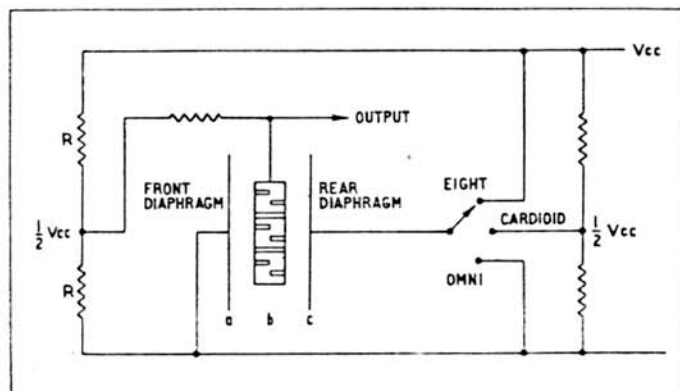 Vcc
OUTPUT
R
FRONT DIAPHRAGM
REAR DIAPHRAGM
EIGHT
CARDIOID
½ Vcc
½ Vcc
R
OMNI
a b c